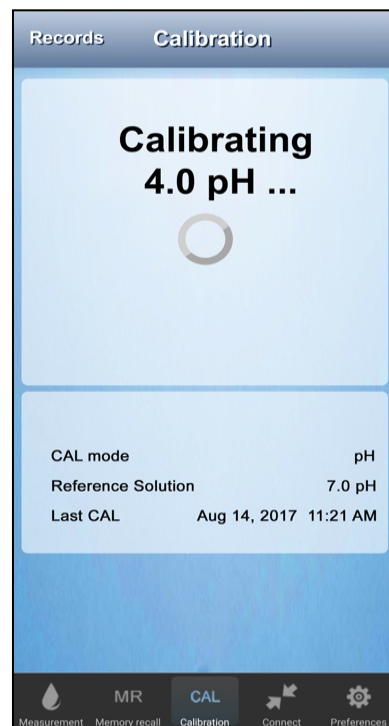 Records Calibration
Calibrating
4.0 pH ...
CAL mode pH
Reference Solution 7.0 pH
Last CAL Aug 14, 2017 11:21 AM
MR CAL
Measurement Memory recall Calibration Connect Preferences